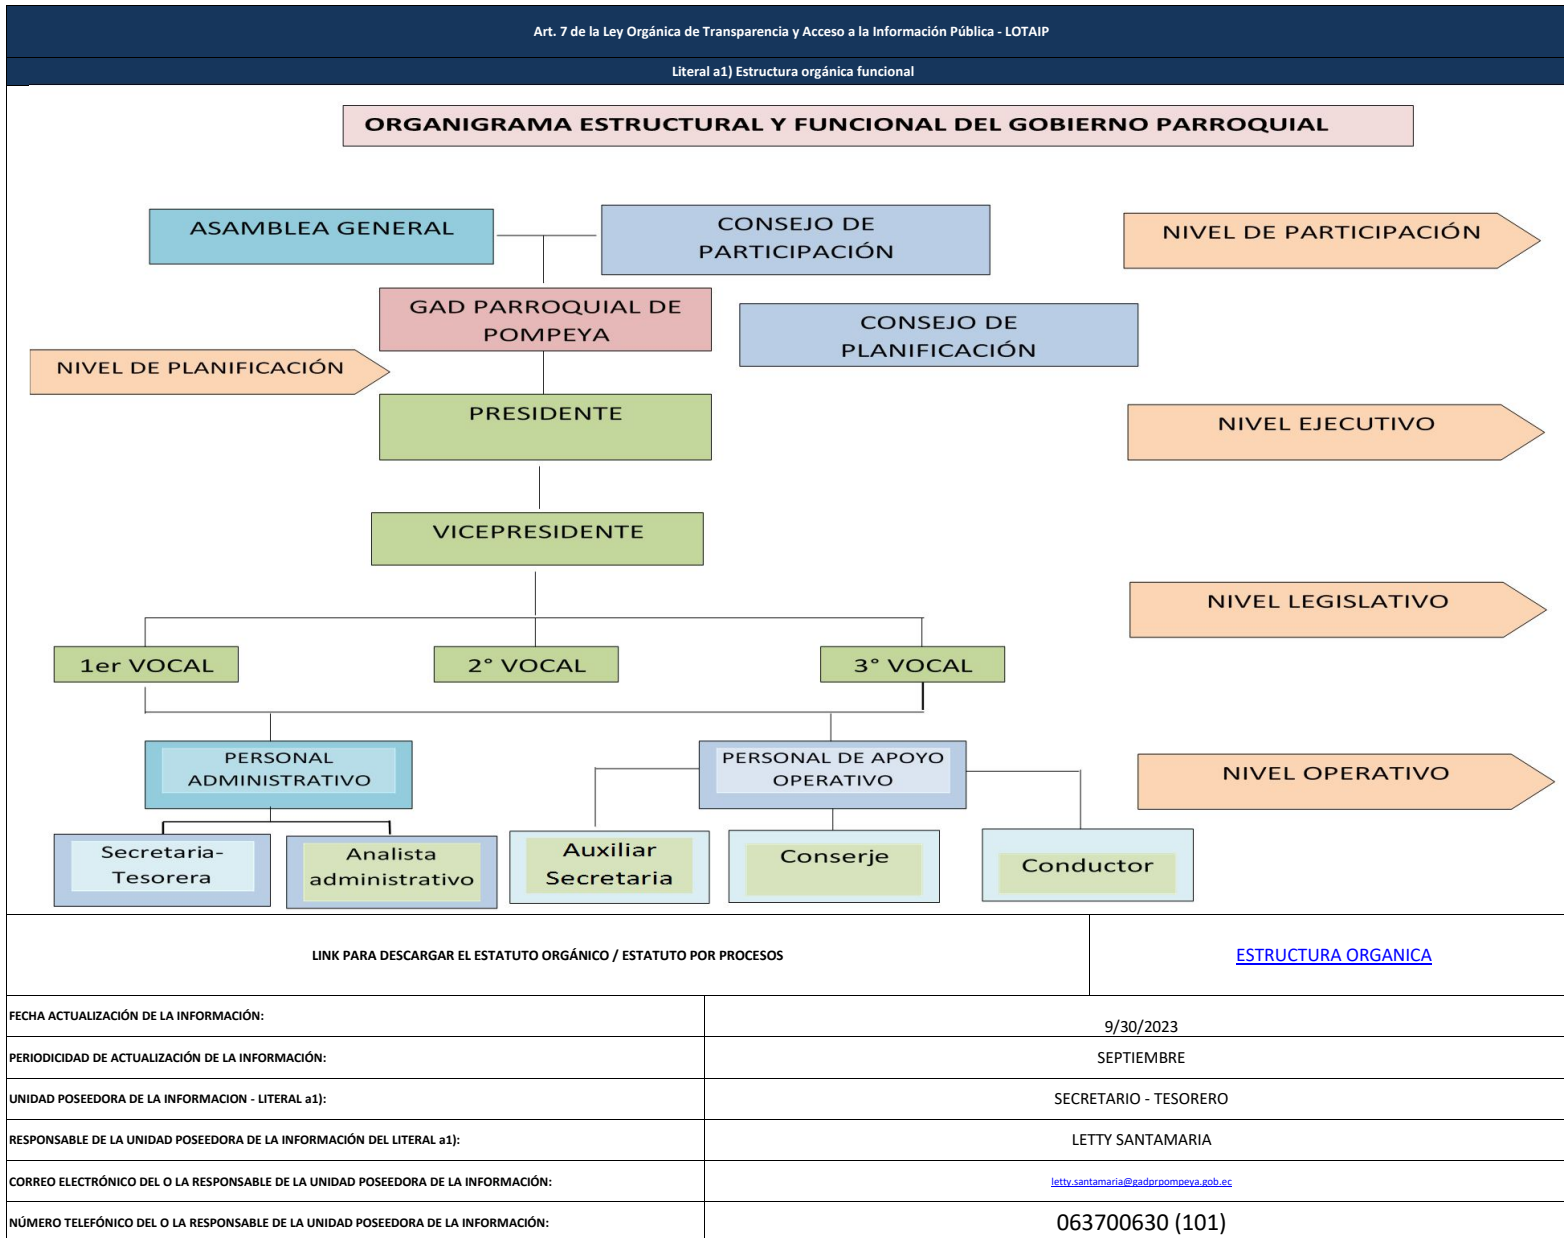 Art. 7 de la Ley Orgánica de Transparencia y Acceso a la Información Pública - LOTAIP
Literal a1) Estructura orgánica funcional
ORGANIGRAMA ESTRUCTURAL Y FUNCIONAL DEL GOBIERNO PARROQUIAL
ASAMBLEA GENERAL
CONSEJO DE
PARTICIPACIÓN
NIVEL DE PARTICIPACIÓN
GAD PARROQUIAL DE
POMPEYA
CONSEJO DE
PLANIFICACIÓN
NIVEL DE PLANIFICACIÓN
PRESIDENTE
NIVEL EJECUTIVO
VICEPRESIDENTE
NIVEL LEGISLATIVO
1er VOCAL
2° VOCAL
3° VOCAL
PERSONAL
ADMINISTRATIVO
PERSONAL DE APOYO
OPERATIVO
NIVEL OPERATIVO
Secretaria-
Tesorera
Analista
administrativo
Auxiliar
Secretaria
Conserje
Conductor
LINK PARA DESCARGAR EL ESTATUTO ORGÁNICO / ESTATUTO POR PROCESOS
ESTRUCTURA ORGANICA
FECHA ACTUALIZACIÓN DE LA INFORMACIÓN:
9/30/2023
PERIODICIDAD DE ACTUALIZACIÓN DE LA INFORMACIÓN:
SEPTIEMBRE
UNIDAD POSEEDORA DE LA INFORMACION - LITERAL a1):
SECRETARIO - TESORERO
RESPONSABLE DE LA UNIDAD POSEEDORA DE LA INFORMACIÓN DEL LITERAL a1):
LETTY SANTAMARIA
CORREO ELECTRÓNICO DEL O LA RESPONSABLE DE LA UNIDAD POSEEDORA DE LA INFORMACIÓN:
letty.santamaria@gadprpompeya.gob.ec
NÚMERO TELEFÓNICO DEL O LA RESPONSABLE DE LA UNIDAD POSEEDORA DE LA INFORMACIÓN:
063700630 (101)